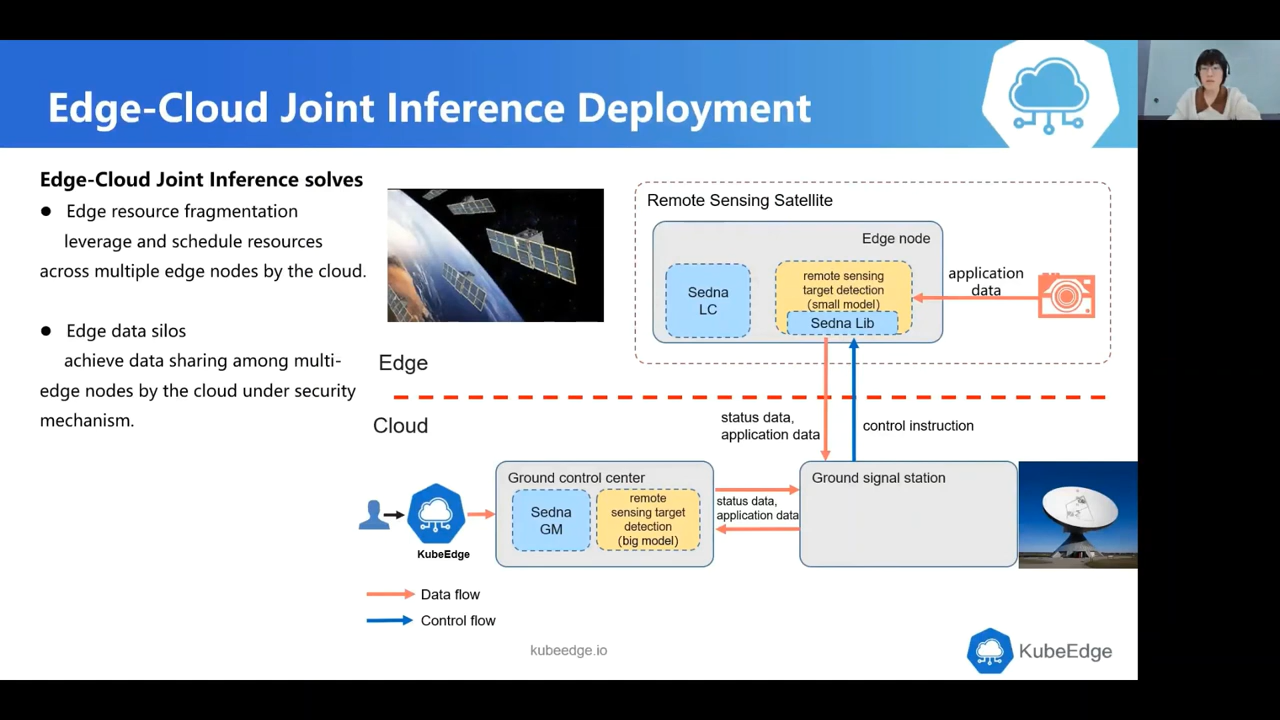 Edge-Cloud Joint Inference Deployment
Edge-Cloud Joint Inference solves
● Edge resource fragmentation
leverage and schedule resources
across multiple edge nodes by the cloud.
● Edge data silos
achieve data sharing among multi-
edge nodes by the cloud under security
mechanism.
Remote Sensing Satellite
Edge node
Sedna
LC
remote sensing
target detection
(small model)
Sedna Lib
application
data
Edge
Cloud
status data,
application data
control instruction
KubeEdge
Ground control center
Sedna
GM
remote
sensing target
detection
(big model)
status data,
application data
Ground signal station
Data flow
Control flow
kubeedge.io
KubeEdge